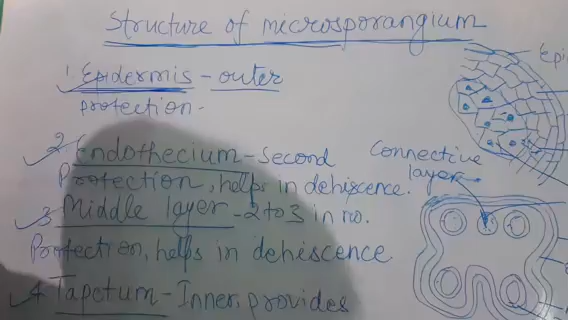 Structure of microsporangium
1. Epidermis - outer
protection.
2. Endothecium - Second
Protection, helps in dehiscence.
3. Middle layer - 2 to 3 in no.
Protection, helps in dehiscence
4. Tapetum - Inner, provides
Connective
layer
Epi